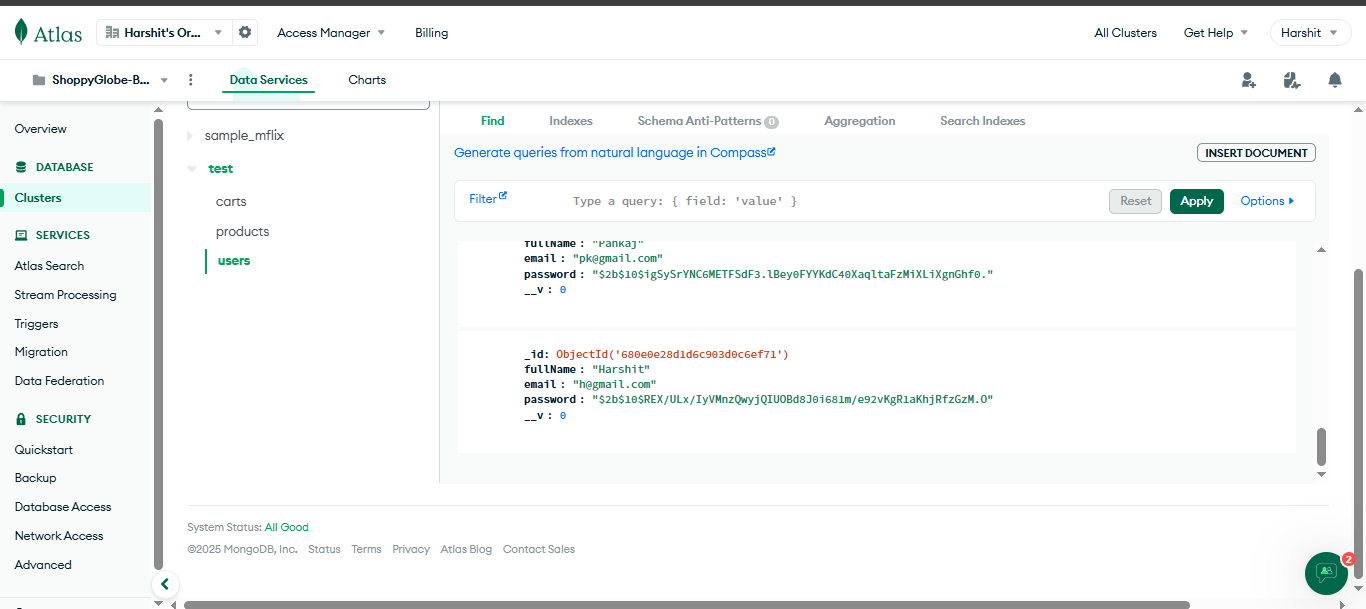 Atlas
Harshit's Or...
Access Manager
Billing
All Clusters
Get Help
Harshit
ShoppyGlobe-B...
Data Services
Charts
Overview
DATABASE
Clusters
SERVICES
Atlas Search
Stream Processing
Triggers
Migration
Data Federation
SECURITY
Quickstart
Backup
Database Access
Network Access
Advanced
sample_mflix
test
carts
products
users
Find
Indexes
Schema Anti-Patterns 0
Aggregation
Search Indexes
Generate queries from natural language in Compass
INSERT DOCUMENT
Filter
Type a query: { field: 'value' }
Reset
Apply
Options
fullName : "Pankaj"
email : "pk@gmail.com"
password : "$2b$10$igSySrYNC6METFSdF3.lBey0FYYKdC40XaqltaFzMiXLiXgnGhf0."
__v : 0
_id: ObjectId('680e0e28d1d6c903d0c6ef71')
fullName : "Harshit"
email : "h@gmail.com"
password : "$2b$10$REX/ULx/IyVMnzQwyjQIUOBd8J0i681m/e92vKgR1aKhjRfzGzM.O"
__v : 0
System Status: All Good
©2025 MongoDB, Inc.
Status
Terms
Privacy
Atlas Blog
Contact Sales
2